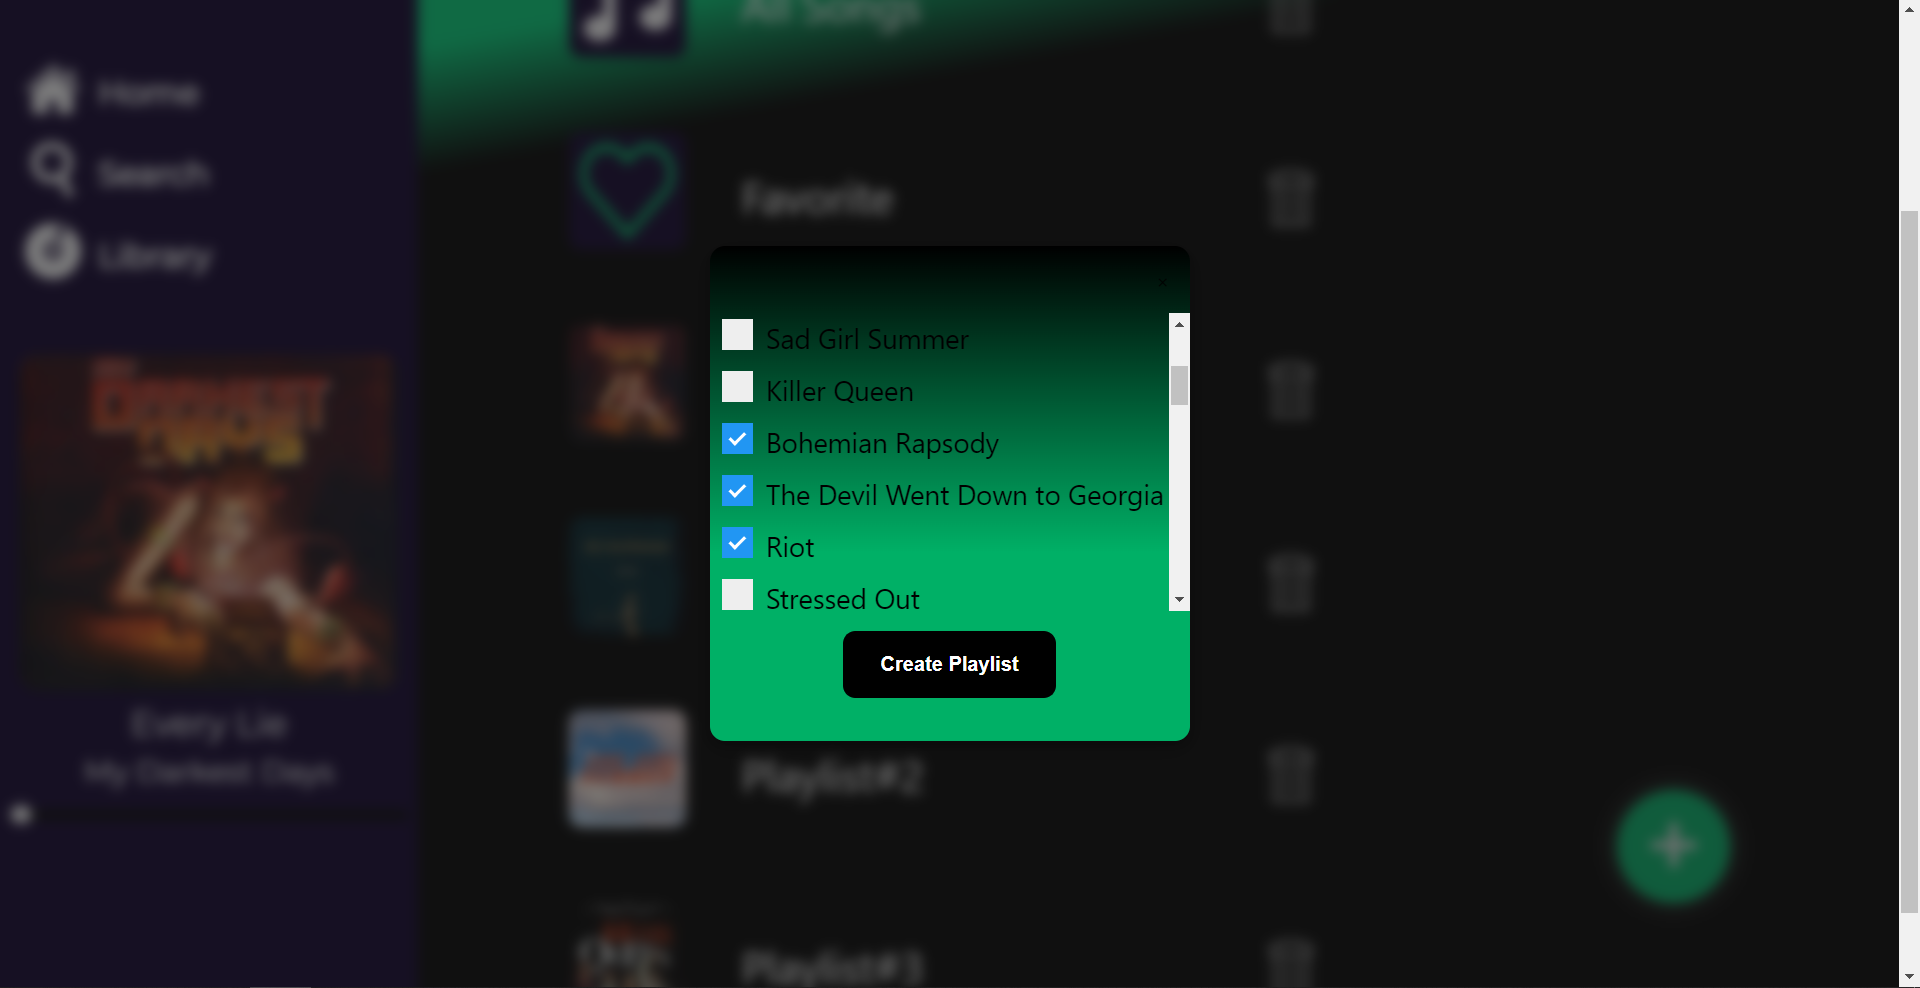 All Songs
Home
Search
Library
Favorite
×
Sad Girl Summer
Killer Queen
Bohemian Rapsody
The Devil Went Down to Georgia
Riot
Stressed Out
Create Playlist
Every Lie
My Darkest Days
Playlist#2
+
Playlist#3